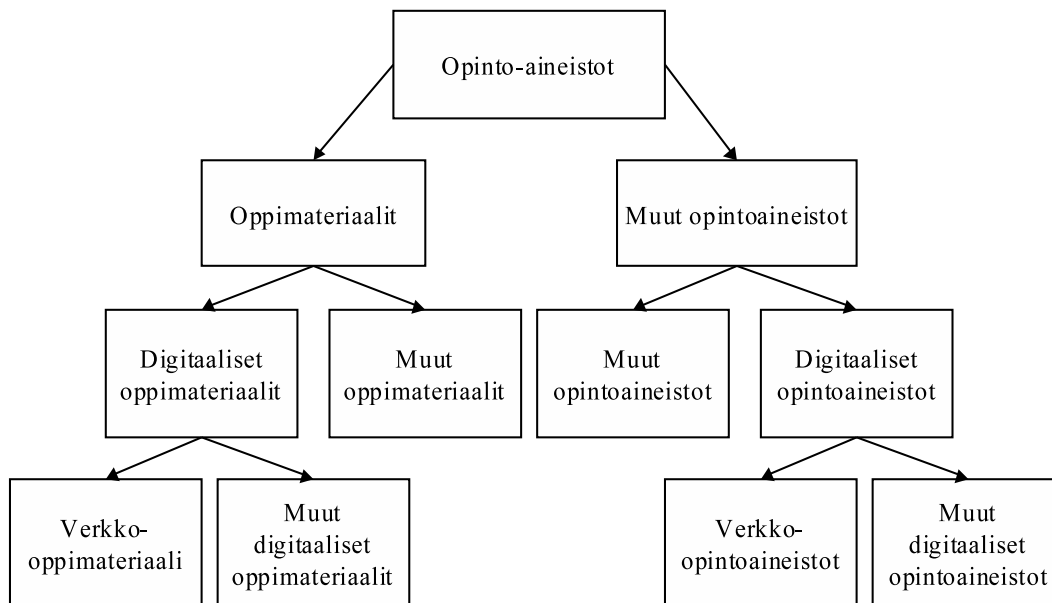 Opinto-aineistot
Oppimateriaalit
Muut opintoaineistot
Digitaaliset
oppimateriaalit
Muut
oppimateriaalit
Muut
opintoaineistot
Digitaaliset
opintoaineistot
Verkko-
oppimateriaali
Muut
digitaaliset
oppimateriaalit
Verkko-
opintoaineistot
Muut
digitaaliset
opintoaineistot